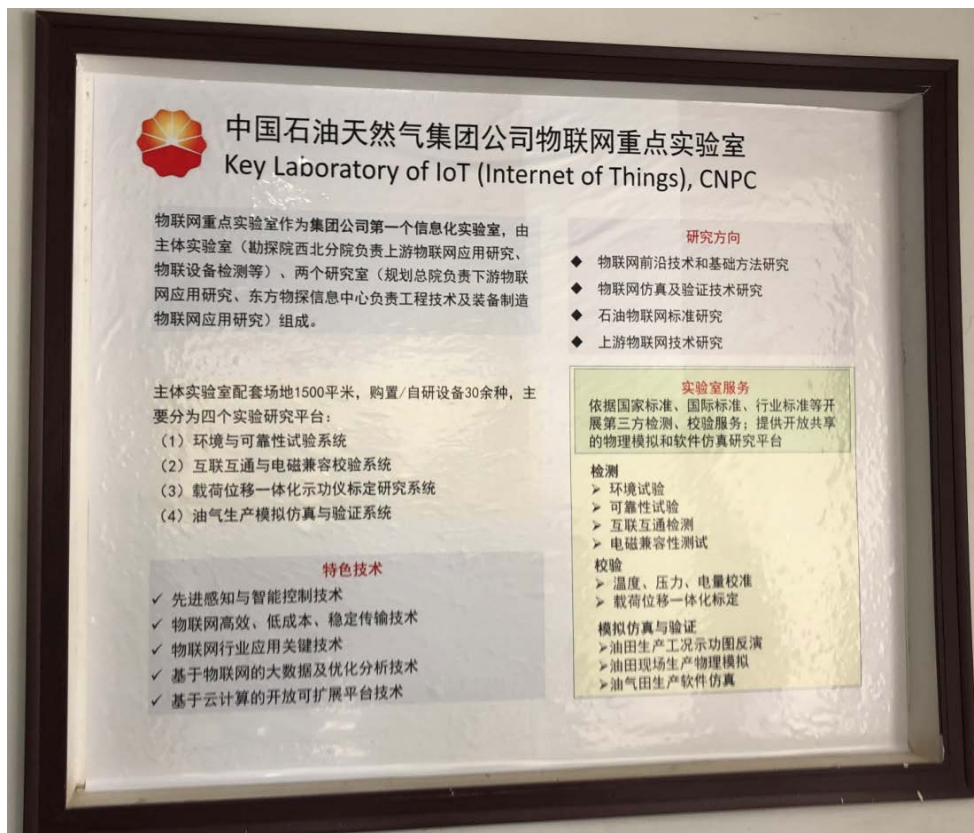 中国石油天然气集团公司物联网重点实验室
Key Laboratory of IoT (Internet of Things), CNPC
物联网重点实验室作为集团公司第一个信息化实验室，由
主体实验室（勘探院西北分院负责上游物联网应用研究、
物联设备检测等）、两个研究室（规划总院负责下游物联
网应用研究、东方物探信息中心负责工程技术及装备制造
物联网应用研究）组成。
主体实验室配套场地1500平米，购置/自研设备30余种，主
要分为四个实验研究平台：
（1）环境与可靠性试验系统
（2）互联互通与电磁兼容校验系统
（3）载荷位移一体化示功仪标定研究系统
（4）油气生产模拟仿真与验证系统
特色技术
✓ 先进感知与智能控制技术
✓ 物联网高效、低成本、稳定传输技术
✓ 物联网行业应用关键技术
✓ 基于物联网的大数据及优化分析技术
✓ 基于云计算的开放可扩展平台技术
研究方向
◆ 物联网前沿技术和基础方法研究
◆ 物联网仿真及验证技术研究
◆ 石油物联网标准研究
◆ 上游物联网技术研究
实验室服务
依据国家标准、国际标准、行业标准等开
展第三方检测、校验服务；提供开放共享
的物理模拟和软件仿真研究平台
检测
➢ 环境试验
➢ 可靠性试验
➢ 互联互通检测
➢ 电磁兼容性测试
校验
➢ 温度、压力、电量校准
➢ 载荷位移一体化标定
模拟仿真与验证
➢油田生产工况示功图反演
➢油田现场生产物理模拟
➢油气田生产软件仿真